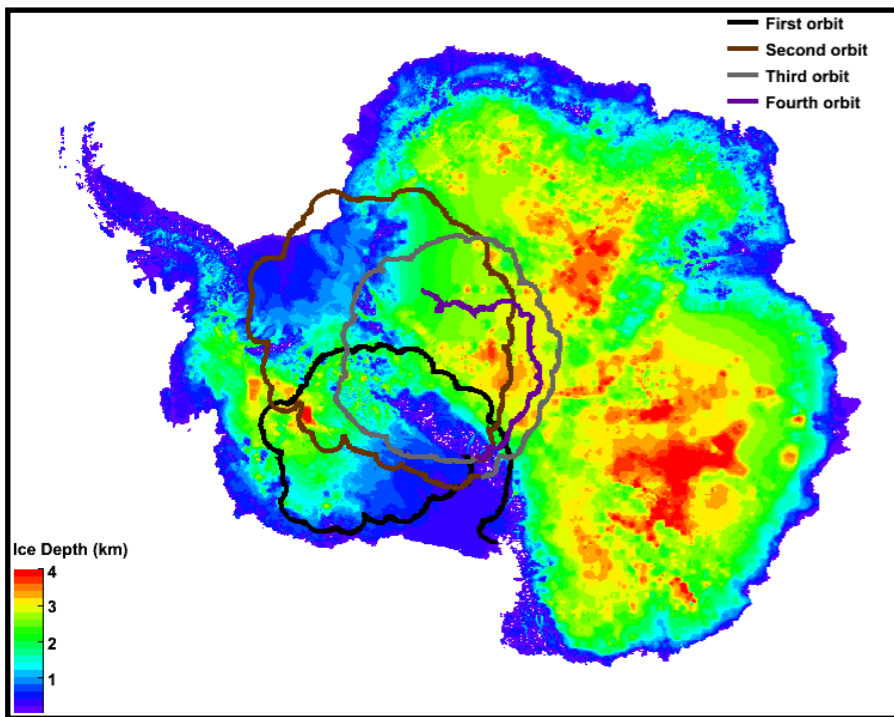 First orbit
Second orbit
Third orbit
Fourth orbit
Ice Depth (km)
4
3
2
1